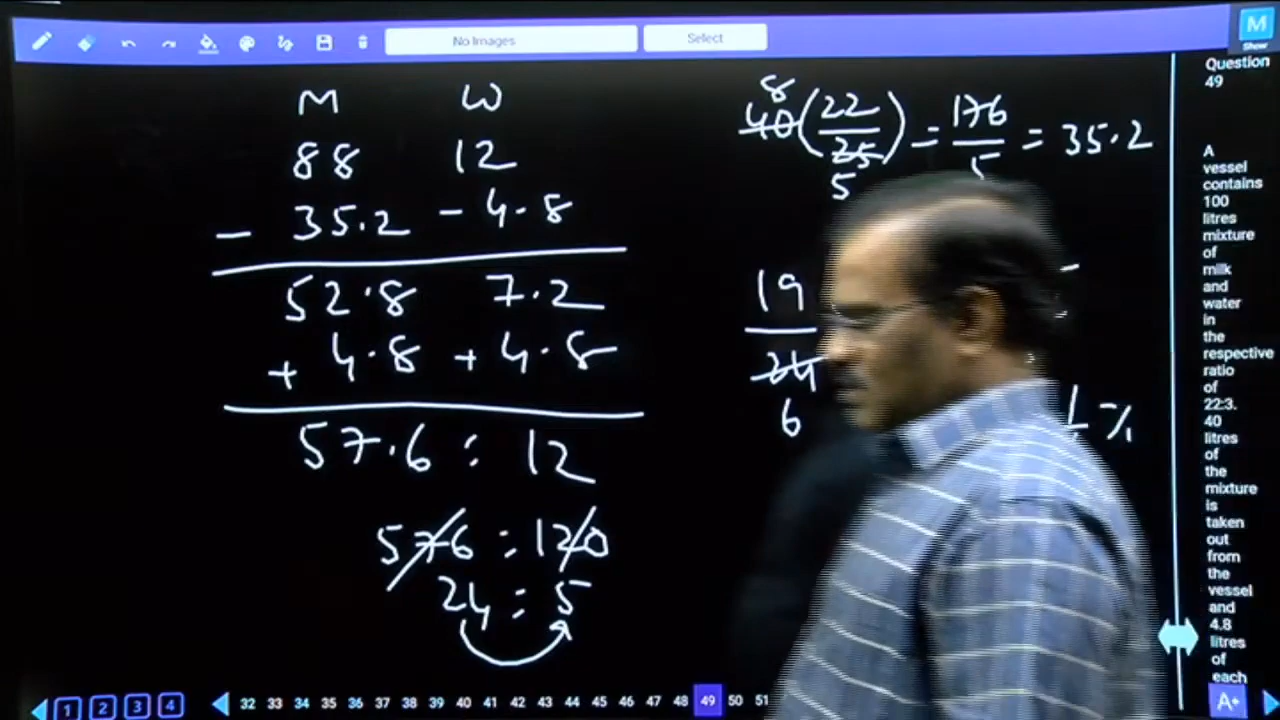 No Images Select
M
Show
Question
49
A
vessel
contains
100
litres
mixture
of
milk
and
water
in
the
respective
ratio
of
22:3.
40
litres
of
the
mixture
is
taken
out
from
the
vessel
and
4.8
litres
of
each
M W
88 12
- 35.2 - 4.8
52.8 7.2
+ 4.8 + 4.8
57.6 : 12
576 : 120
24 : 5
8
40(22/25) = 176/5 = 35.2
5
19
24
6
%
1 2 3 4 32 33 34 35 36 37 38 39 40 41 42 43 44 45 46 47 48 49 50 51
A+